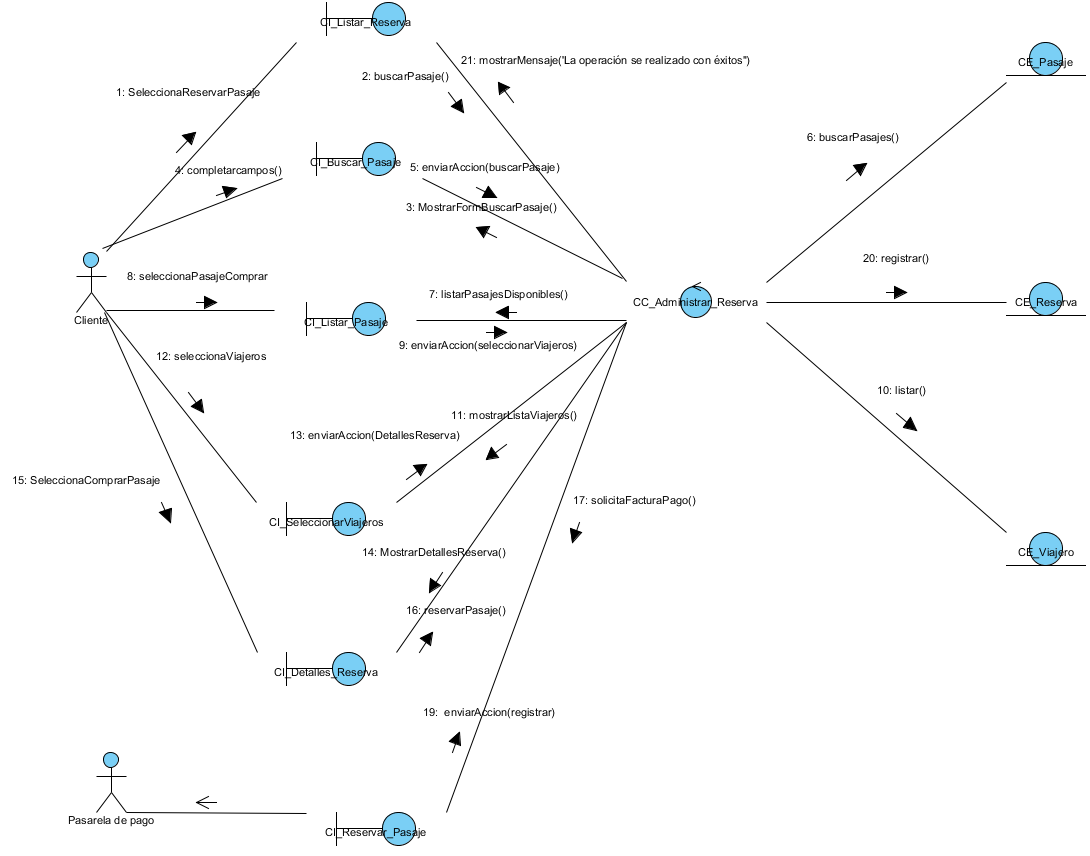 CI_Listar_Reserva
21: mostrarMensaje('La operación se realizado con éxitos")
CE_Pasaje
2: buscarPasaje()
1: SeleccionaReservarPasaje
6: buscarPasajes()
CI_Buscar_Pasaje
4: completarcampos()
5: enviarAccion(buscarPasaje)
3: MostrarFormBuscarPasaje()
20: registrar()
8: seleccionaPasajeComprar
7: listarPasajesDisponibles()
CC_Administrar_Reserva
CE_Reserva
Cliente
CI_Listar_Pasaje
9: enviarAccion(seleccionarViajeros)
12: seleccionaViajeros
10: listar()
11: mostrarListaViajeros()
13: enviarAccion(DetallesReserva)
15: SeleccionaComprarPasaje
17: solicitaFacturaPago()
CI_SeleccionarViajeros
14: MostrarDetallesReserva()
CE_Viajero
16: reservarPasaje()
CI_Detalles_Reserva
19: enviarAccion(registrar)
Pasarela de pago
CI_Reservar_Pasaje